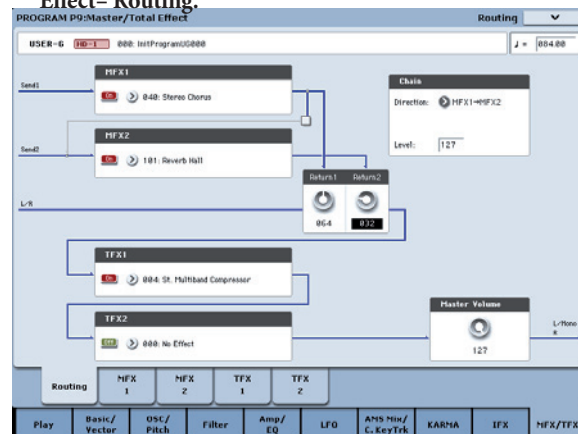 Effect– Routing.
PROGRAM P9:Master/Total Effect Routing
USER-G HD-1 000: InitProgramUG000 ♩ = 084.00
MFX1
Send1
On 040: Stereo Chorus
Chain
Direction: MFX1→MFX2
Level: 127
MFX2
Send2
On 101: Reverb Hall
Return1 Return2
L/R
064 032
TFX1
On 004: St. Multiband Compressor
TFX2
Off 000: No Effect
Master Volume
127
L/Mono
R
Routing MFX 1 MFX 2 TFX 1 TFX 2
Play Basic/Vector OSC/Pitch Filter Amp/EQ LFO AMS Mix/C.KeyTrk KARMA IFX MFX/TFX